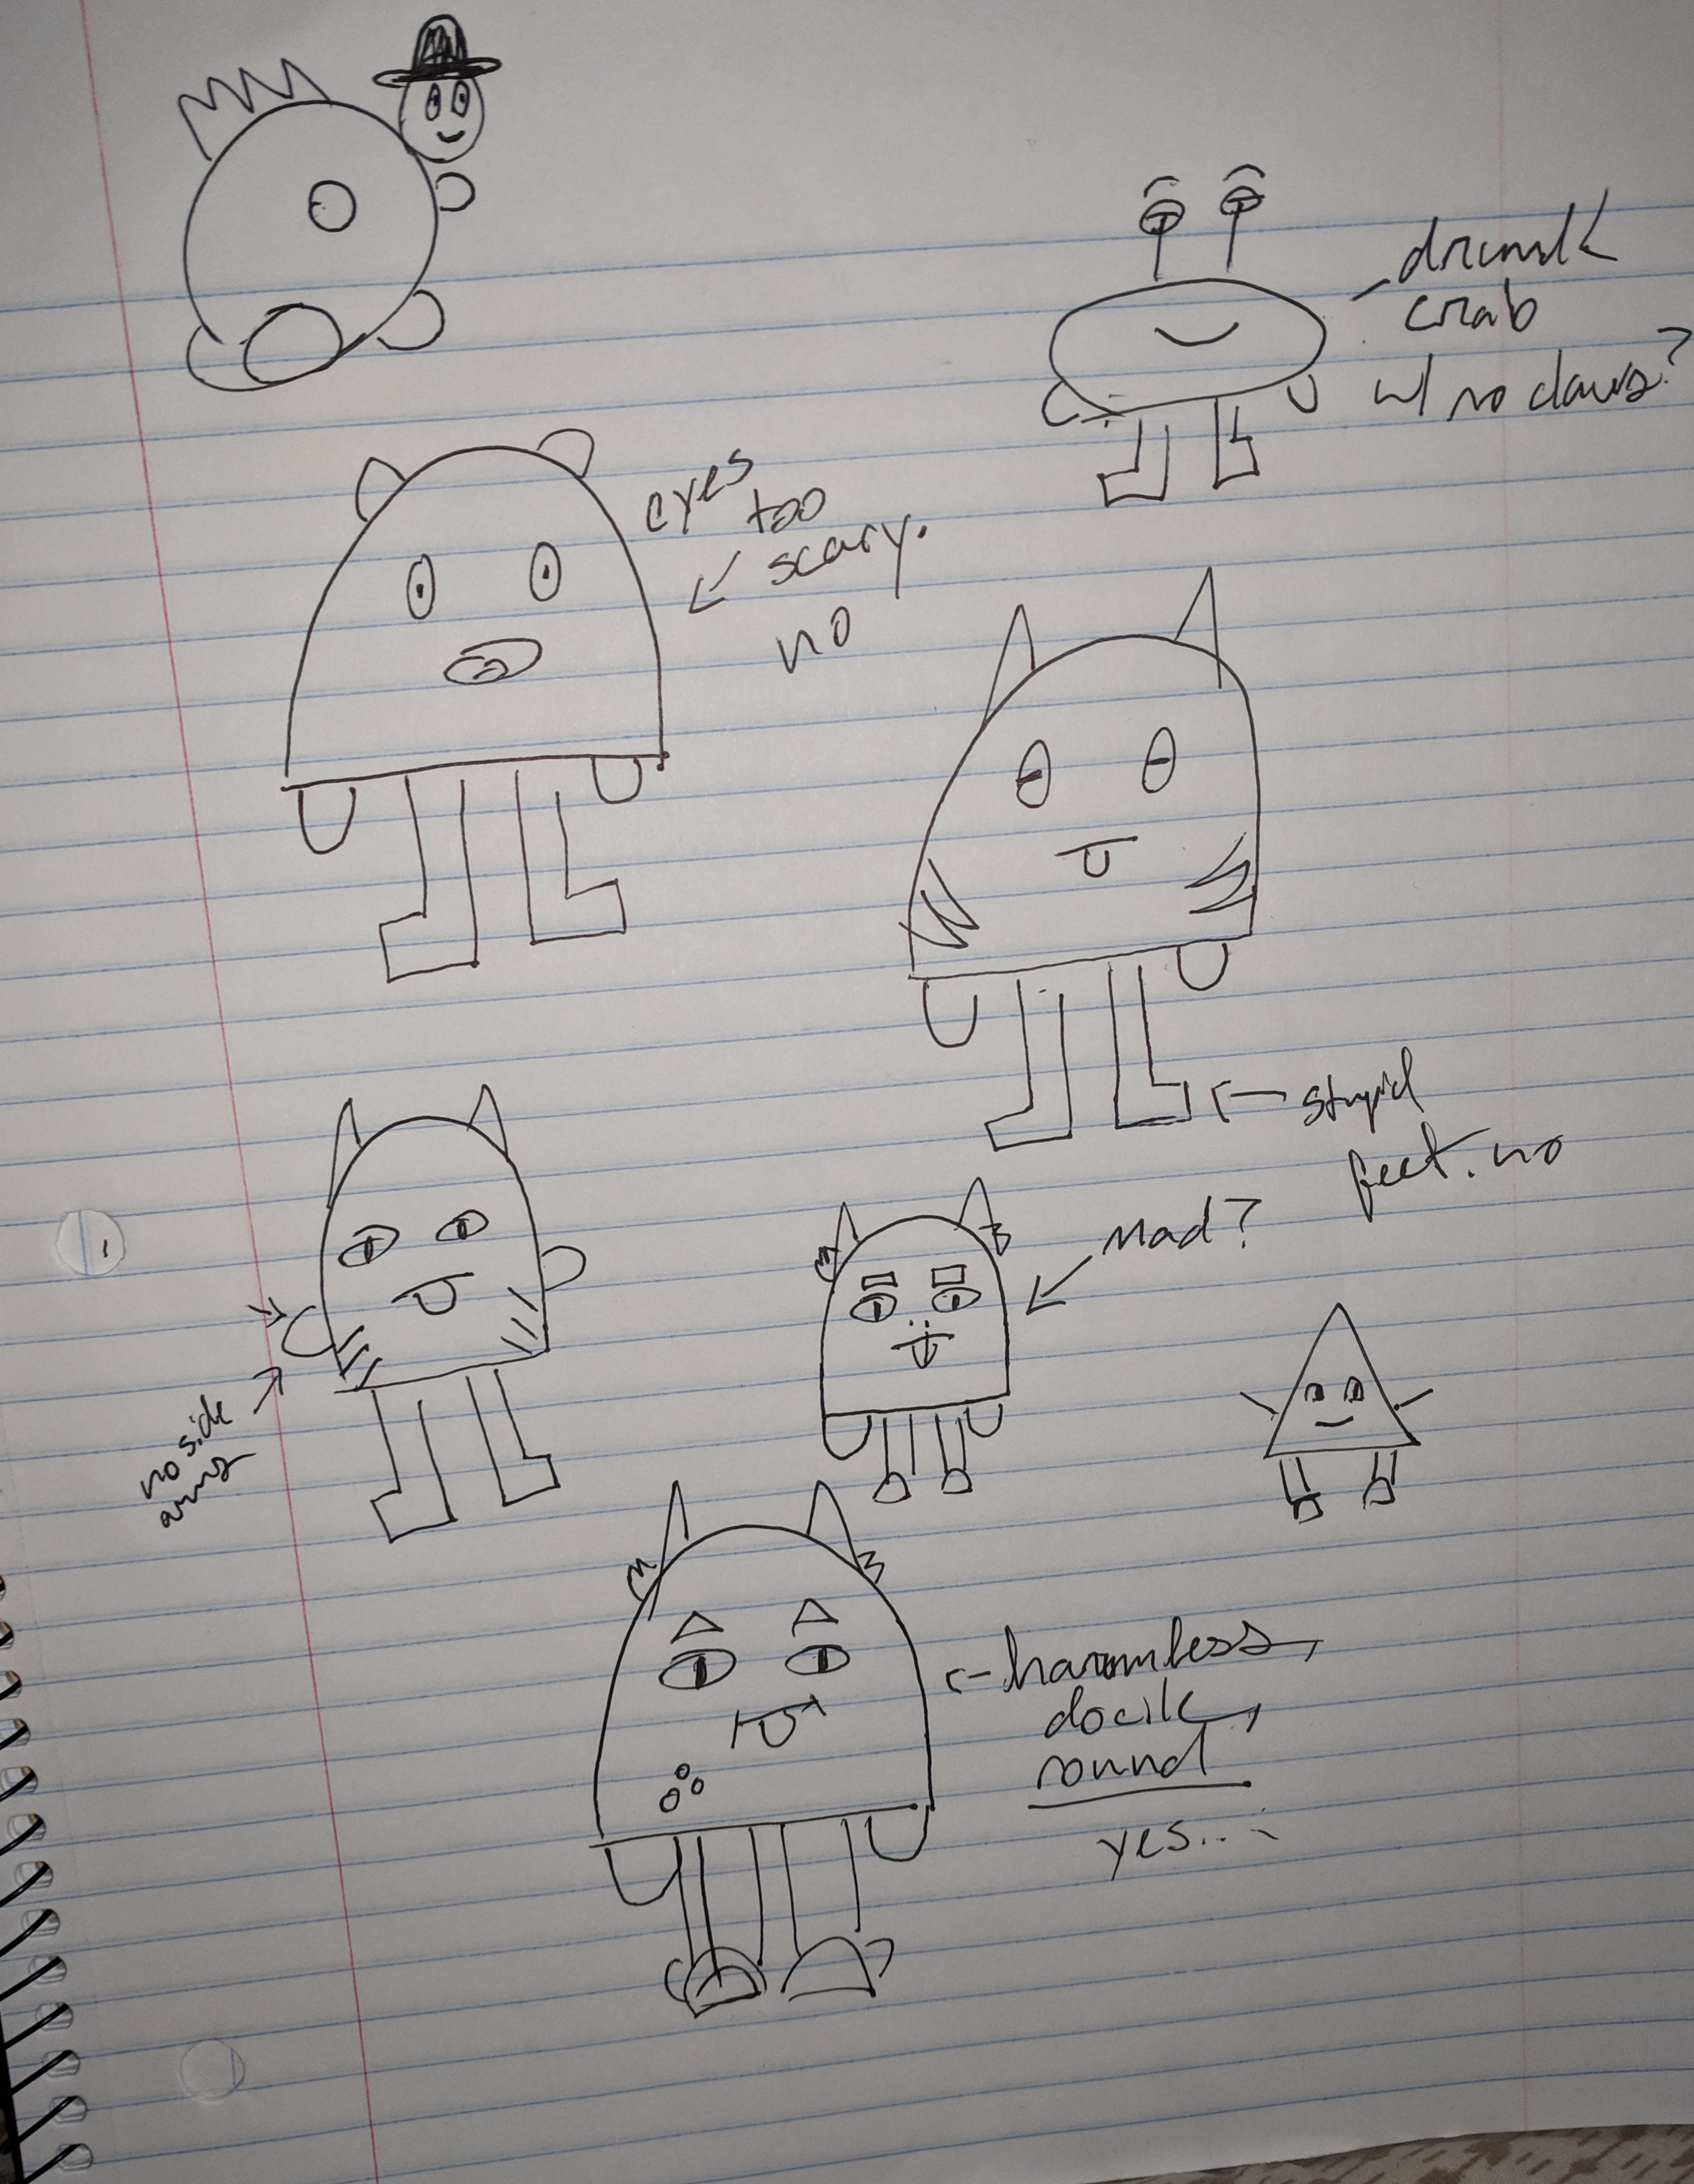 drunk
crab
w/ no claws?
eyes
too
scary.
no
stupid
feet. no
mad?
no side
arms
harmless,
docile,
round
yes...